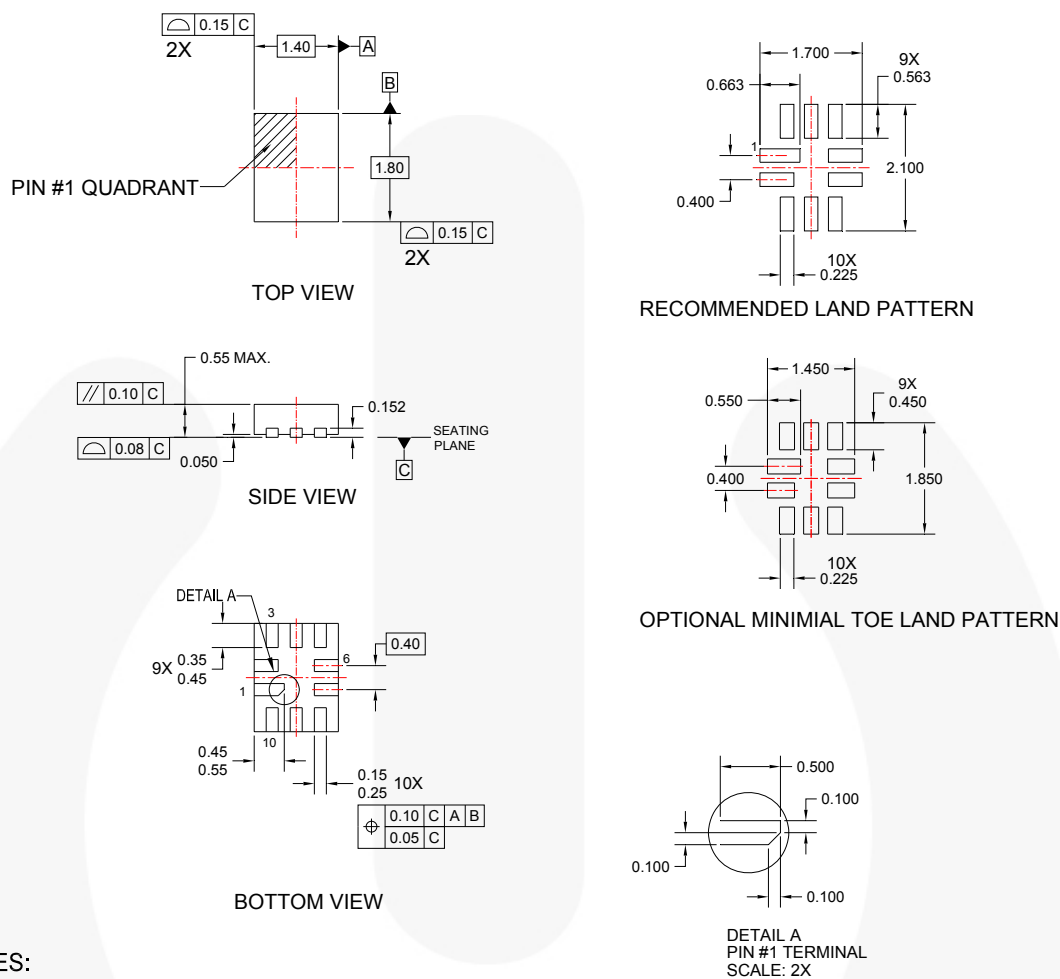 0.15 C
2X
1.40
A
B
1.80
PIN #1 QUADRANT
0.15 C
2X
TOP VIEW
1.700
0.663
9X
0.563
1
2.100
0.400
10X
0.225
RECOMMENDED LAND PATTERN
0.55 MAX.
// 0.10 C
0.152
0.08 C
0.050
SEATING
PLANE
C
SIDE VIEW
1.450
0.550
9X
0.450
0.400
1.850
10X
0.225
OPTIONAL MINIMIAL TOE LAND PATTERN
DETAIL A
3
9X 0.35
0.45
0.40
6
1
10
0.45
0.55
0.15
0.25 10X
0.10 C A B
0.05 C
BOTTOM VIEW
0.500
0.100
0.100
0.100
DETAIL A
PIN #1 TERMINAL
SCALE: 2X
ES: